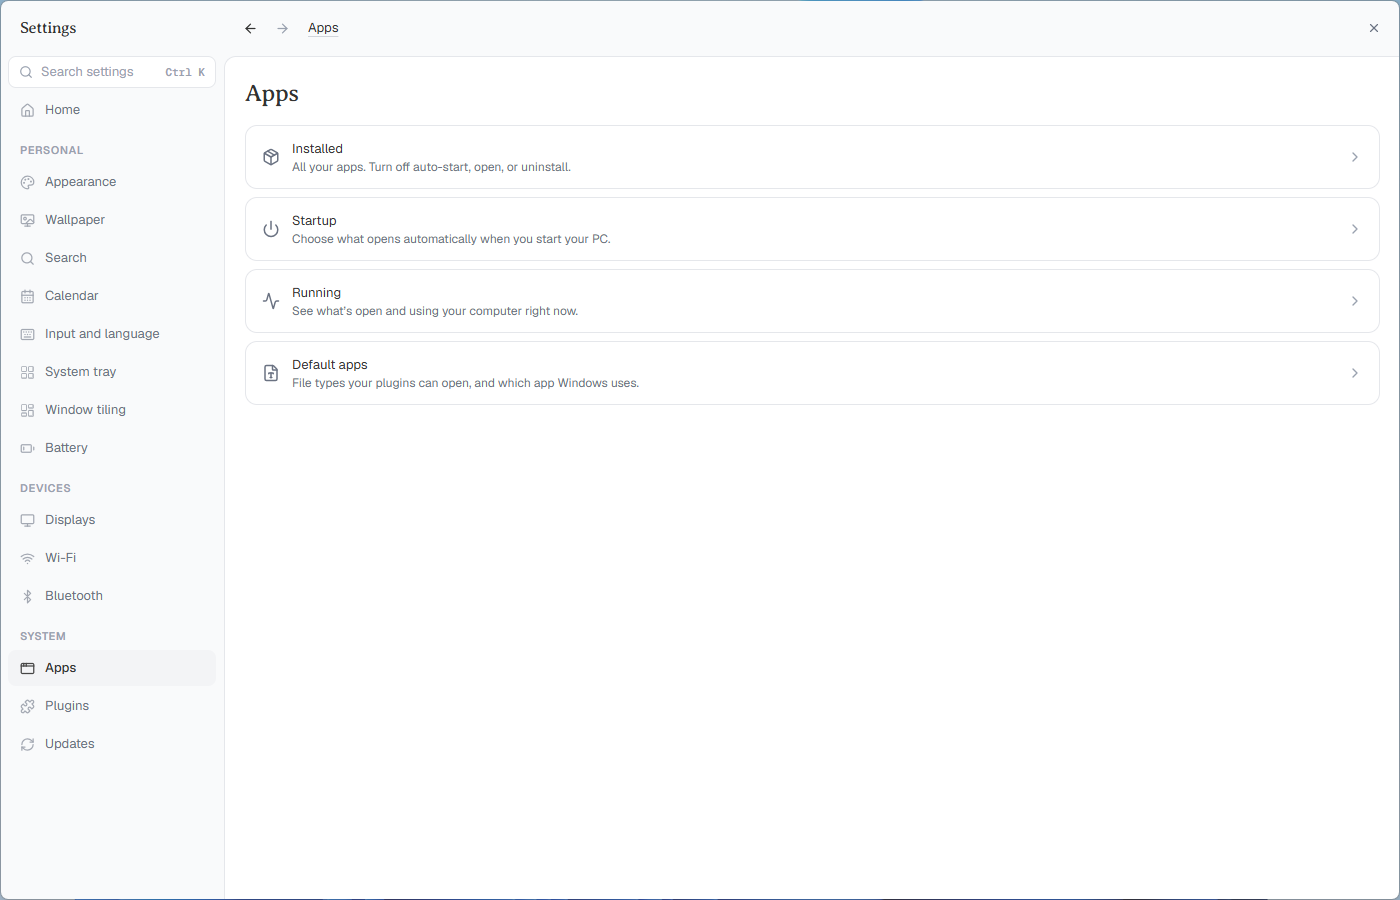 Settings
Apps
Search settings
Ctrl K
Home
PERSONAL
Appearance
Wallpaper
Search
Calendar
Input and language
System tray
Window tiling
Battery
DEVICES
Displays
Wi-Fi
Bluetooth
SYSTEM
Apps
Plugins
Updates
Apps
Installed
All your apps. Turn off auto-start, open, or uninstall.
Startup
Choose what opens automatically when you start your PC.
Running
See what's open and using your computer right now.
Default apps
File types your plugins can open, and which app Windows uses.